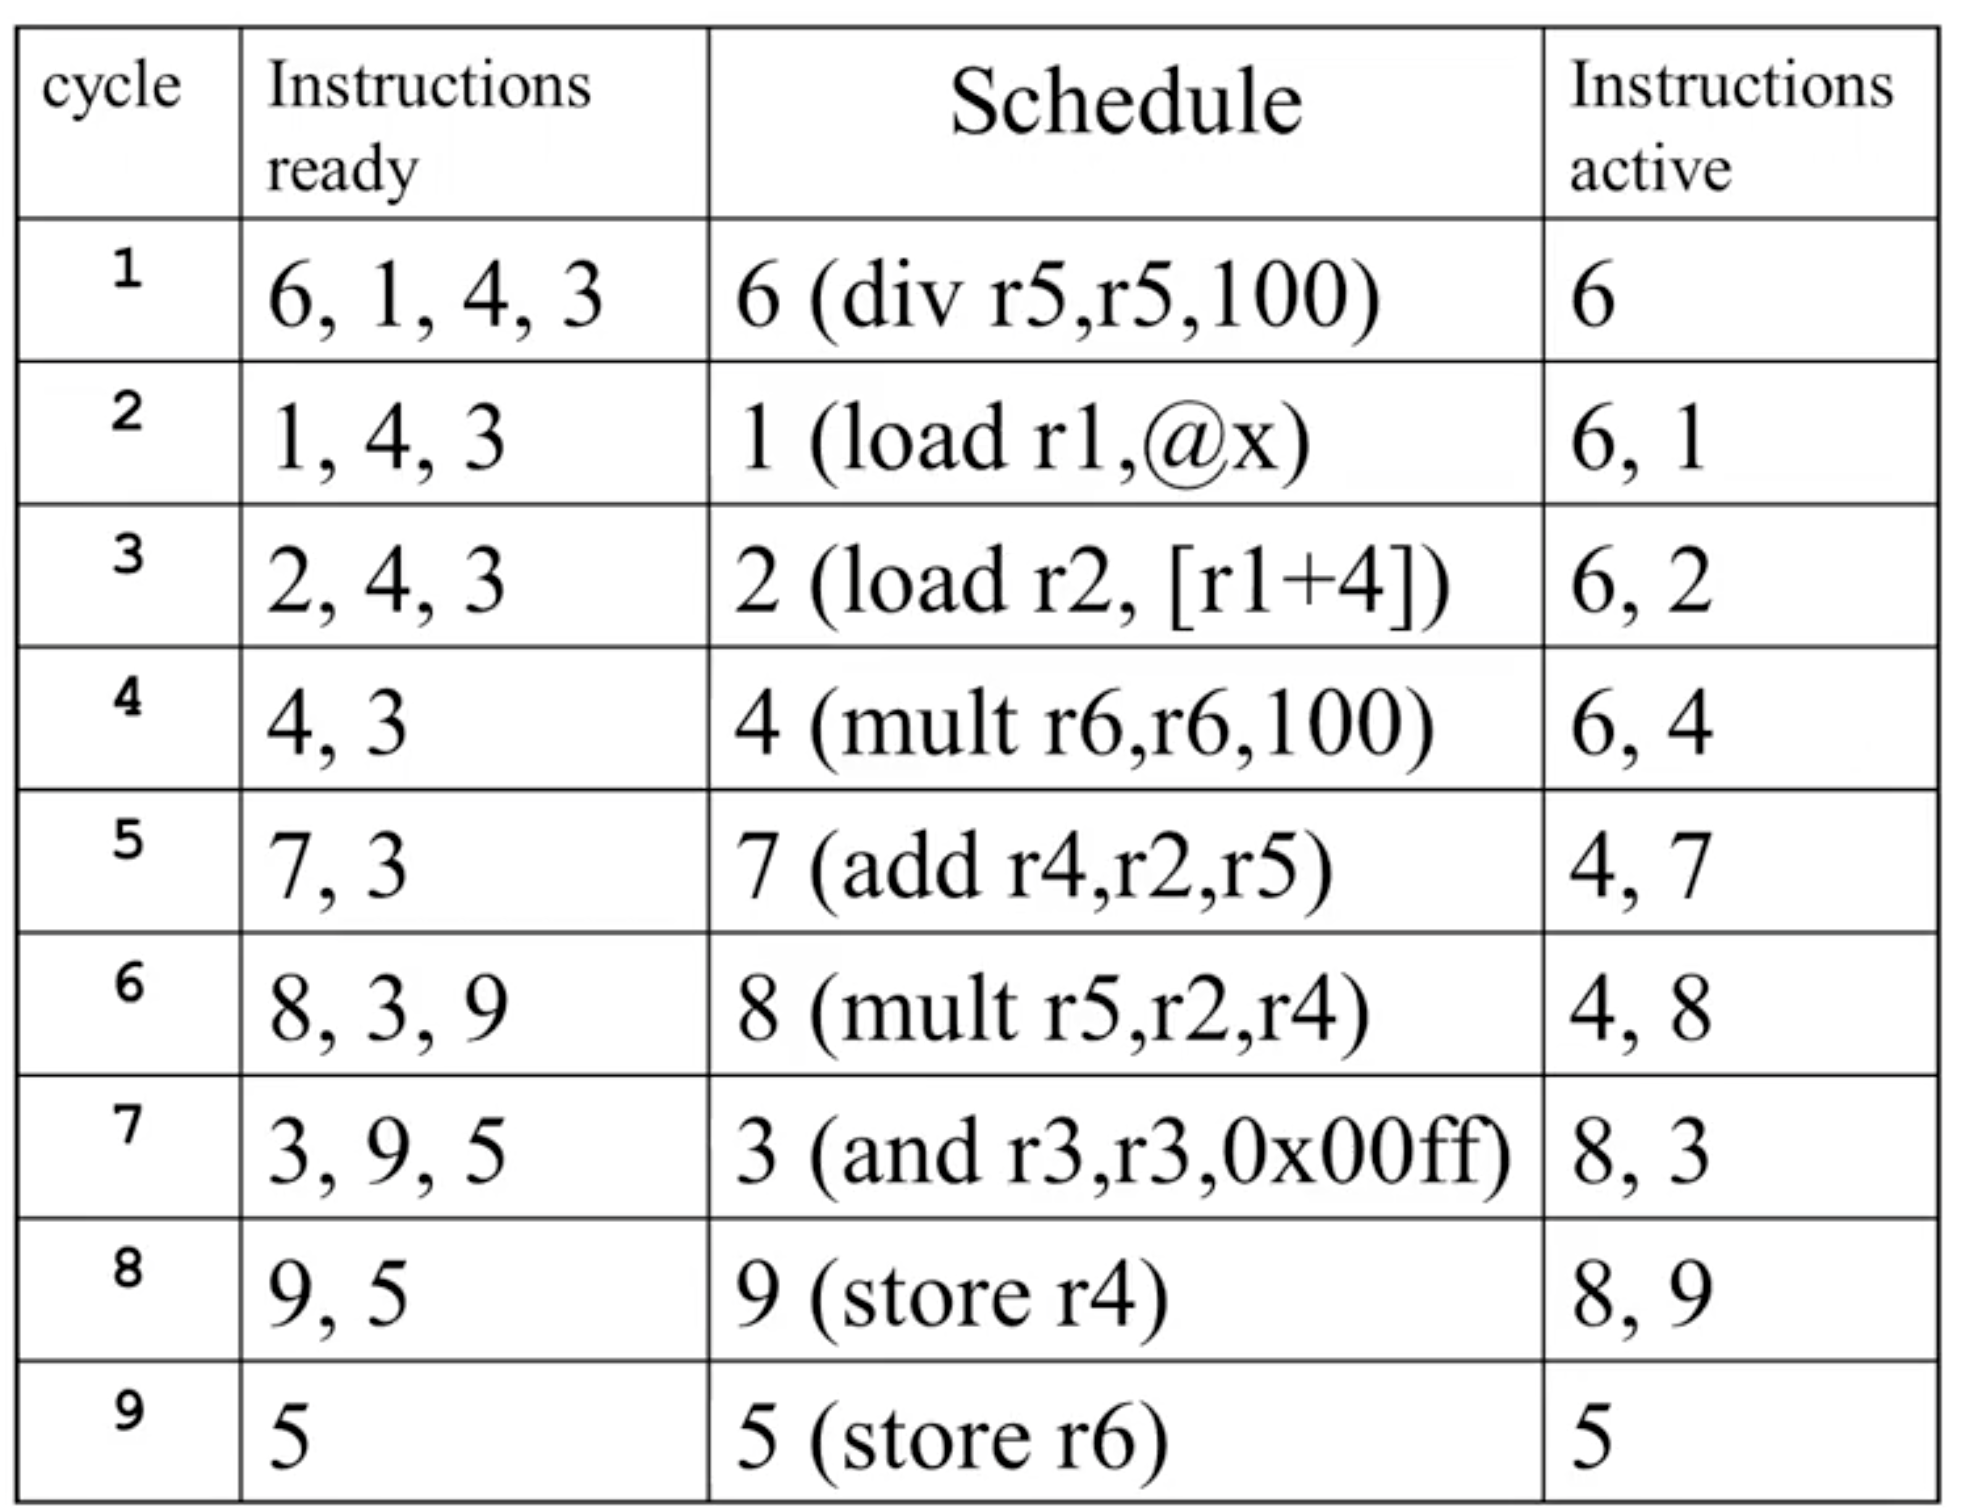 cycle Instructions ready Schedule Instructions active
1 6, 1, 4, 3 6 (div r5,r5,100) 6
2 1, 4, 3 1 (load r1,@x) 6, 1
3 2, 4, 3 2 (load r2, [r1+4]) 6, 2
4 4, 3 4 (mult r6,r6,100) 6, 4
5 7, 3 7 (add r4,r2,r5) 4, 7
6 8, 3, 9 8 (mult r5,r2,r4) 4, 8
7 3, 9, 5 3 (and r3,r3,0x00ff) 8, 3
8 9, 5 9 (store r4) 8, 9
9 5 5 (store r6) 5